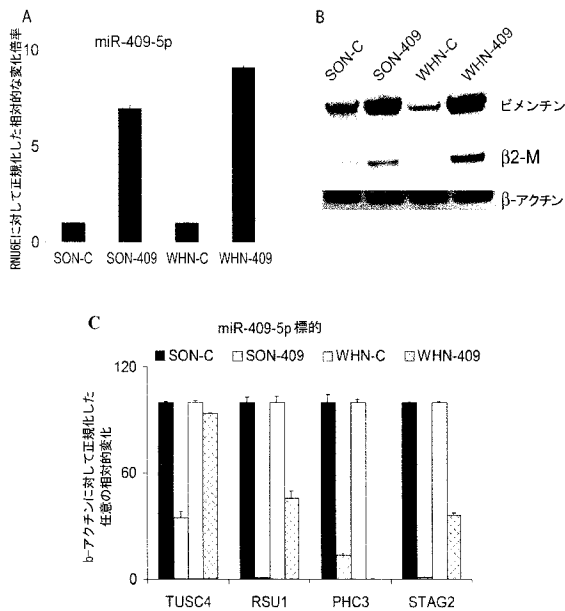 A
miR-409-5p
RNU6Eに対して正規化した相対的な変化倍率
10
5
0
SON-C
SON-409
WHN-C
WHN-409
B
SON-C
SON-409
WHN-C
WHN-409
ビメンチン
β2-M
β-アクチン
C
miR-409-5p 標的
SON-C
SON-409
WHN-C
WHN-409
b-アクチンに対して正規化した
任意の相対的変化
120
60
0
TUSC4
RSU1
PHC3
STAG2